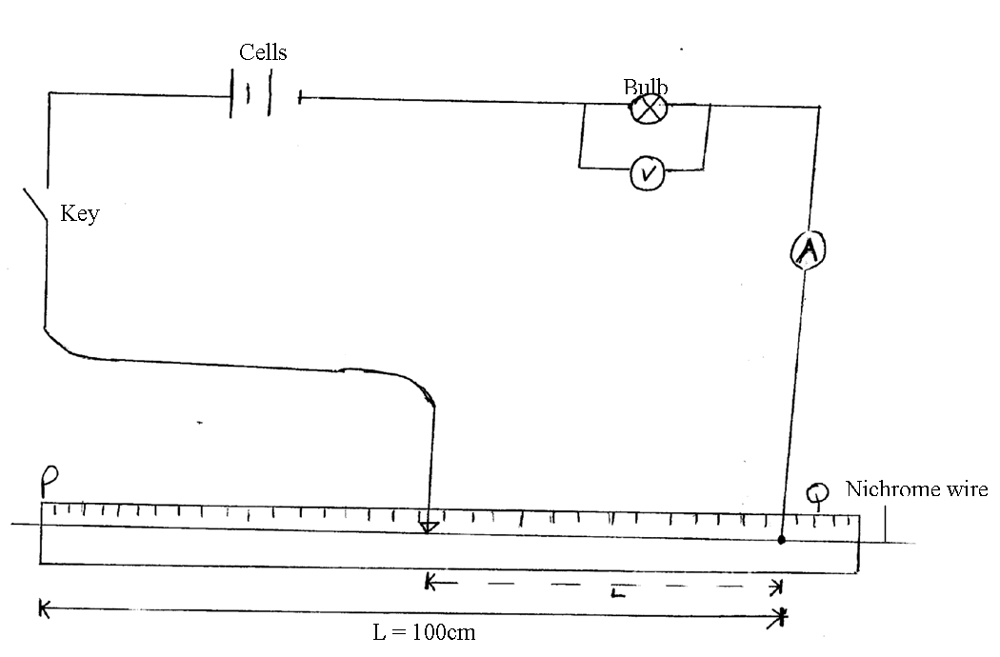 Cells
Bulb
V
Key
A
P
Q
Nichrome wire
L
L = 100cm